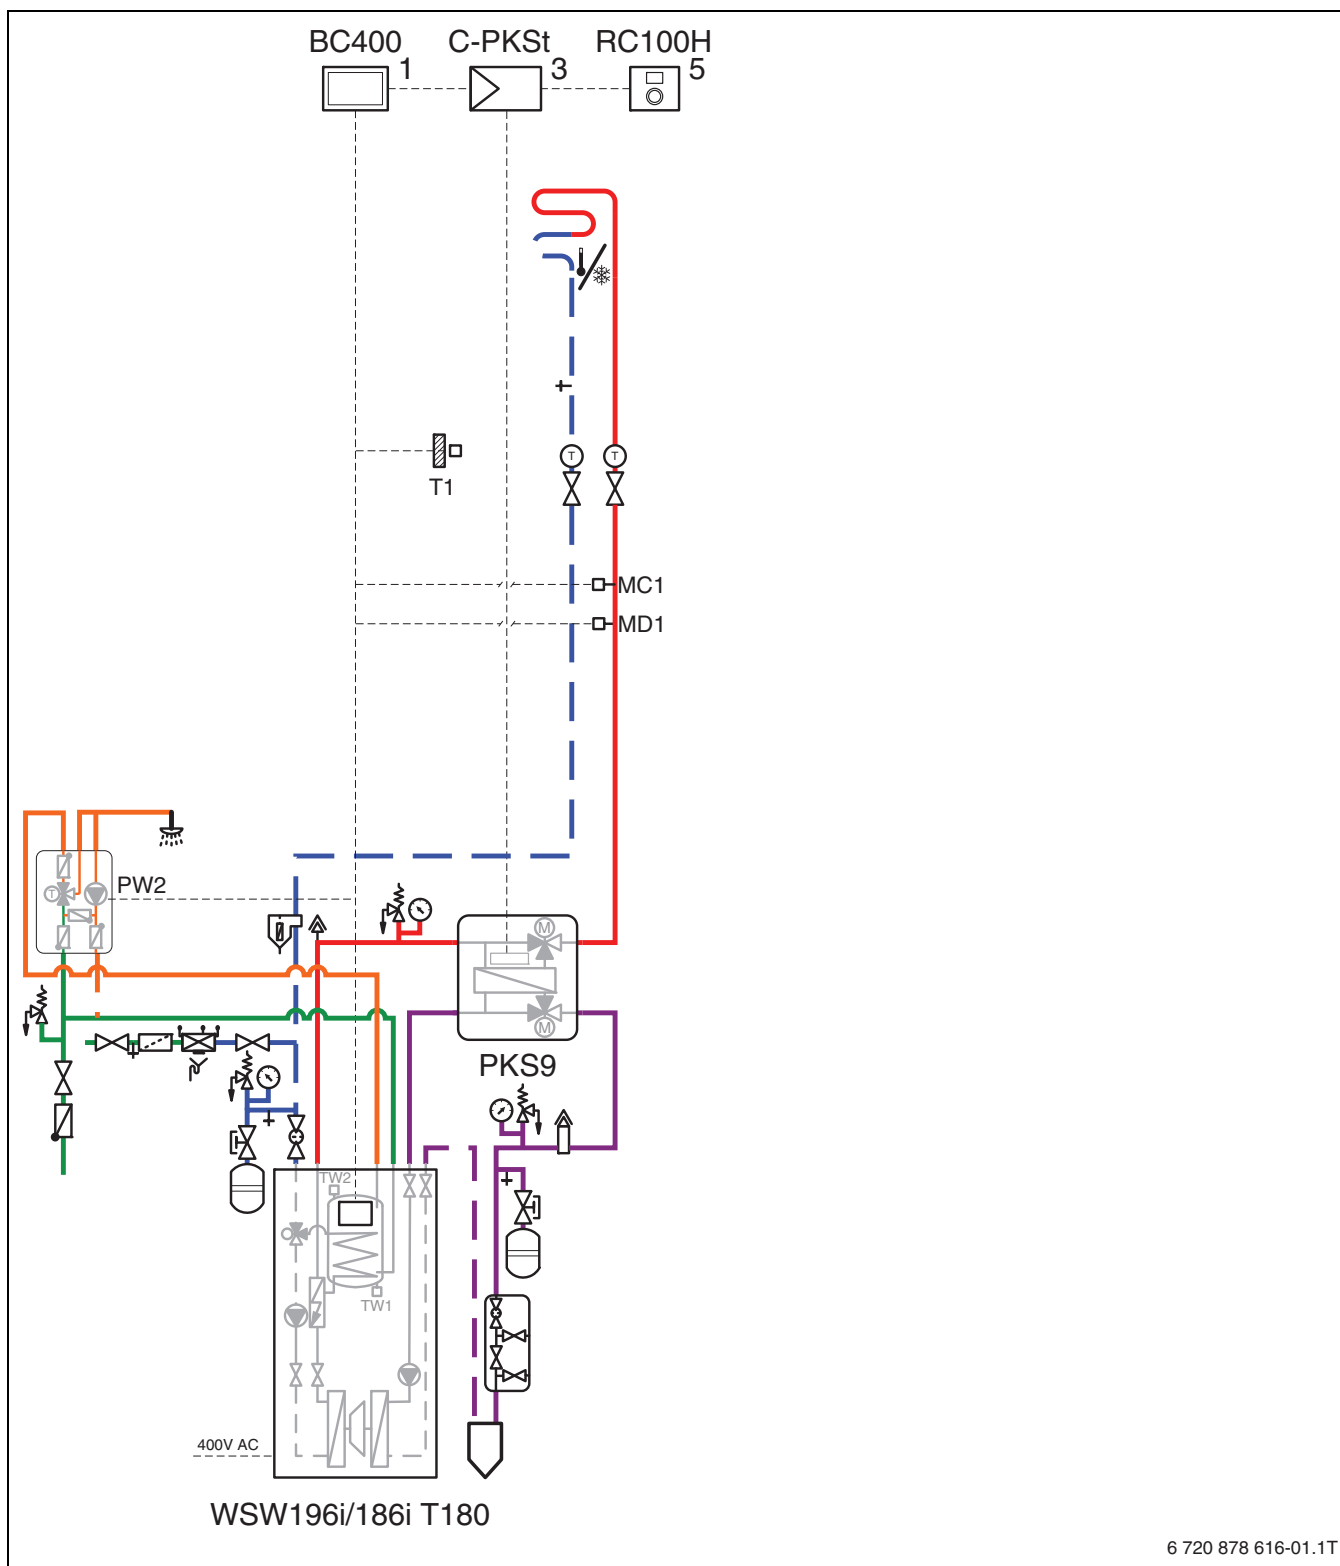 BC400 C-PKSt RC100H
1 3 5
T1
T T
MC1
MD1
PW2
T
M
M
PKS9
TW2
TW1
400V AC
WSW196i/186i T180
6 720 878 616-01.1T